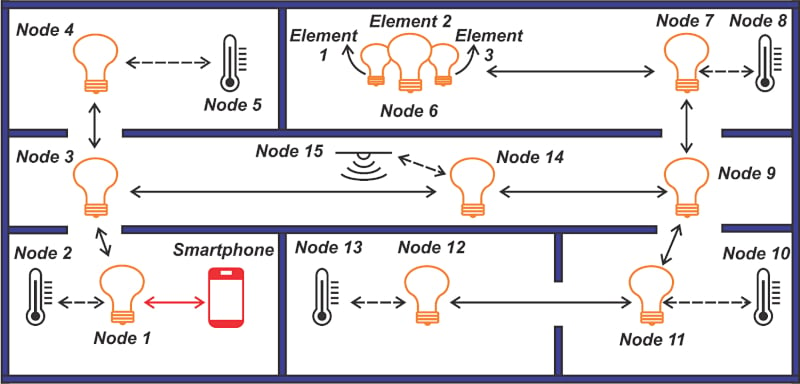 Node 4
Node 5
Element
1
Element 2
Element
3
Node 6
Node 7
Node 8
Node 3
Node 15
Node 14
Node 9
Node 2
Smartphone
Node 1
Node 13
Node 12
Node 10
Node 11